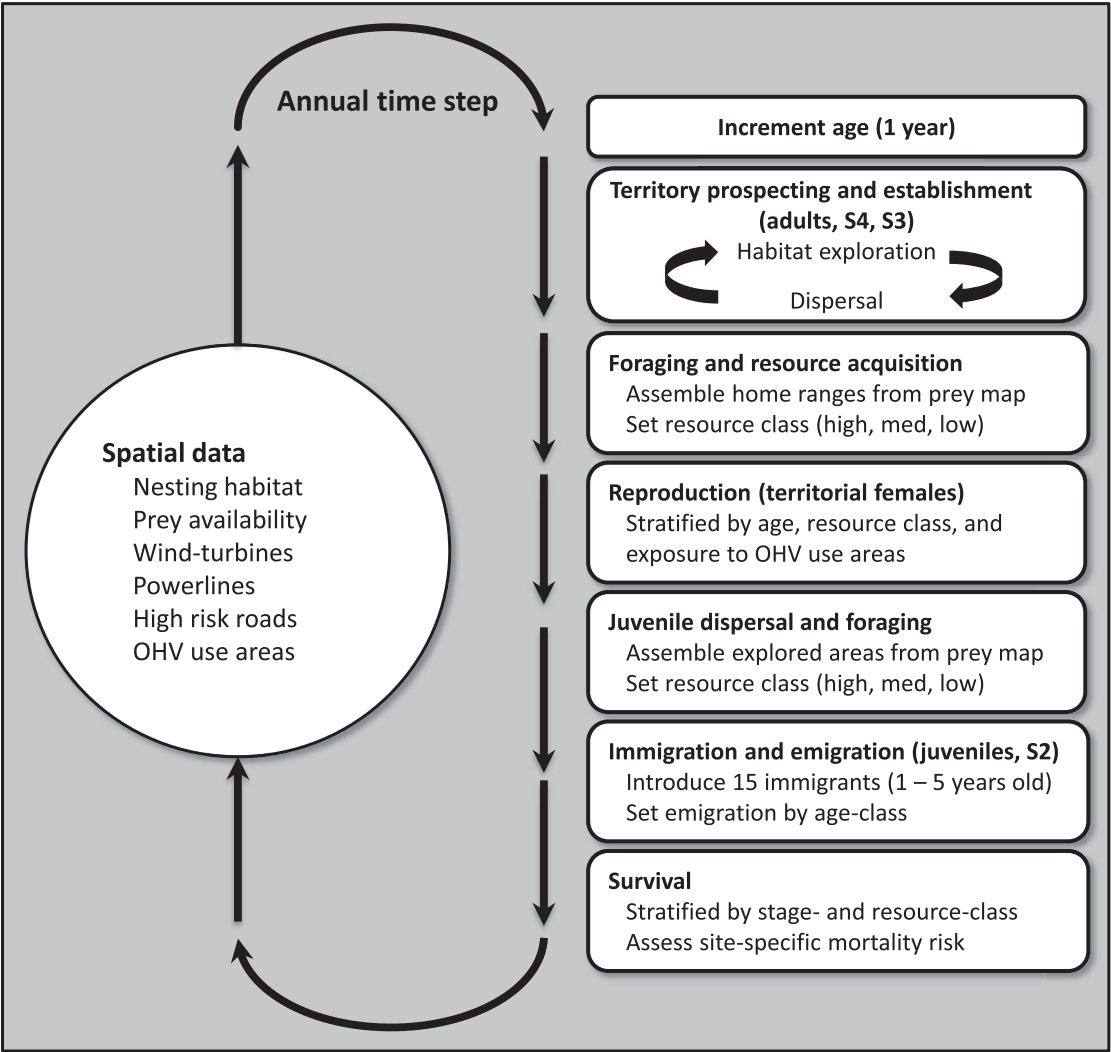 Annual time step
Increment age (1 year)
Territory prospecting and establishment
(adults, S4, S3)
Habitat exploration
Dispersal
Foraging and resource acquisition
Assemble home ranges from prey map
Set resource class (high, med, low)
Reproduction (territorial females)
Stratified by age, resource class, and
exposure to OHV use areas
Juvenile dispersal and foraging
Assemble explored areas from prey map
Set resource class (high, med, low)
Immigration and emigration (juveniles, S2)
Introduce 15 immigrants (1 – 5 years old)
Set emigration by age-class
Survival
Stratified by stage- and resource-class
Assess site-specific mortality risk
Spatial data
Nesting habitat
Prey availability
Wind-turbines
Powerlines
High risk roads
OHV use areas